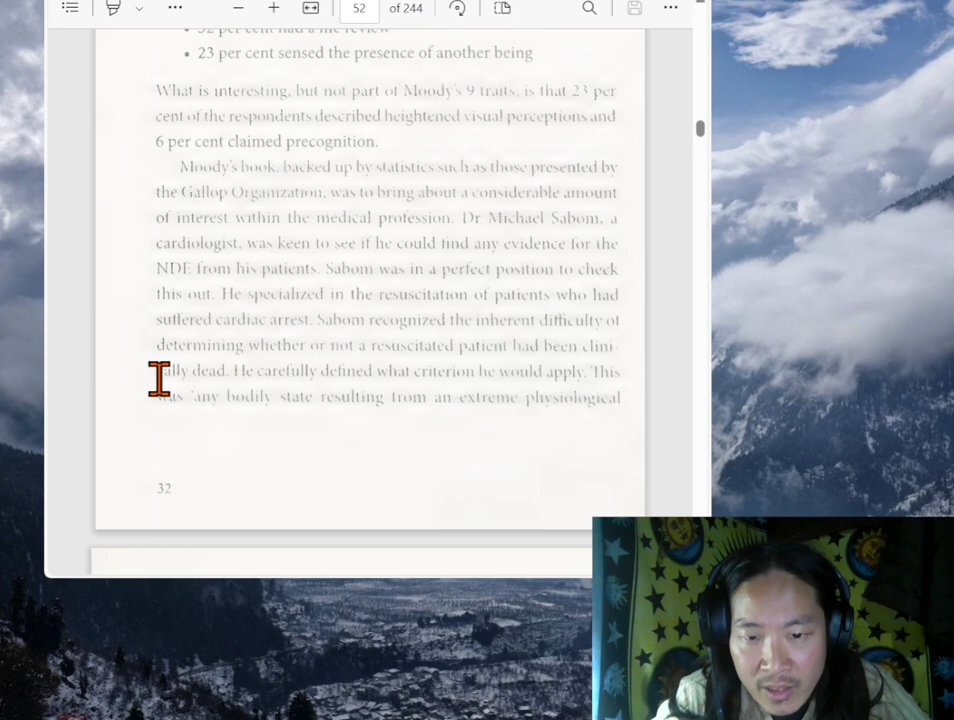 52 of 244
• 23 per cent sensed the presence of another being
What is interesting, but not part of Moody's 9 traits, is that 23 per
cent of the respondents described heightened visual perceptions and
6 per cent claimed precognition.
Moody's book, backed up by statistics such as those presented by
the Gallop Organization, was to bring about a considerable amount
of interest within the medical profession. Dr Michael Sabom, a
cardiologist, was keen to see if he could find any evidence for the
NDE from his patients. Sabom was in a perfect position to check
this out. He specialized in the resuscitation of patients who had
suffered cardiac arrest. Sabom recognized the inherent difficulty of
determining whether or not a resuscitated patient had been clini-
ally dead. He carefully defined what criterion he would apply. This
was 'any bodily state resulting from an extreme physiological
32